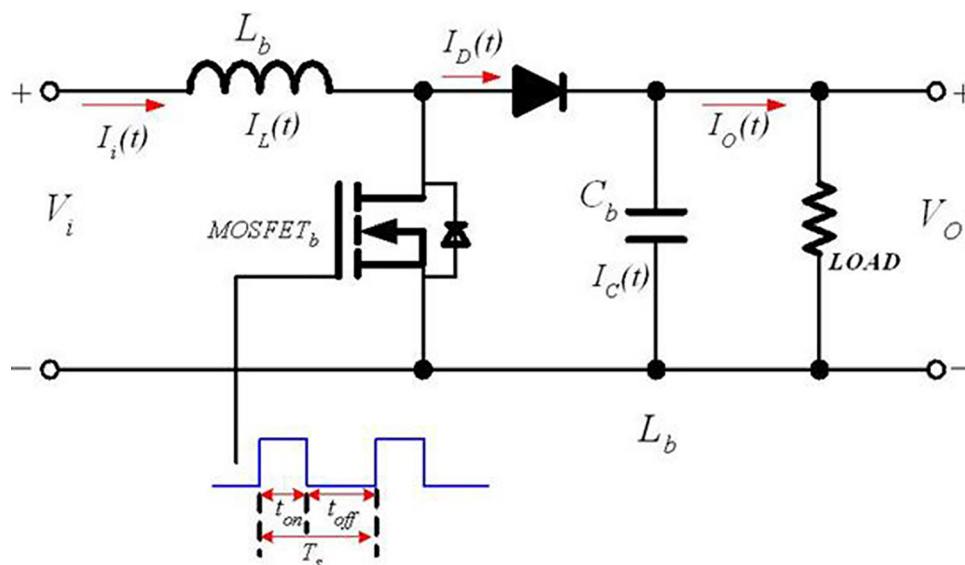 L_b
I_D(t)
+ +
I_i(t) I_L(t) I_O(t)
V_i MOSFET_b C_b V_O
LOAD
I_C(t)
− −
L_b
t_on t_off
T_s